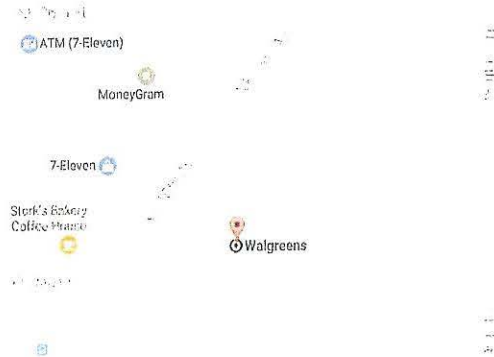 ATM (7-Eleven)
MoneyGram
7-Eleven
Stork's Bakery
Coffee House
Walgreens